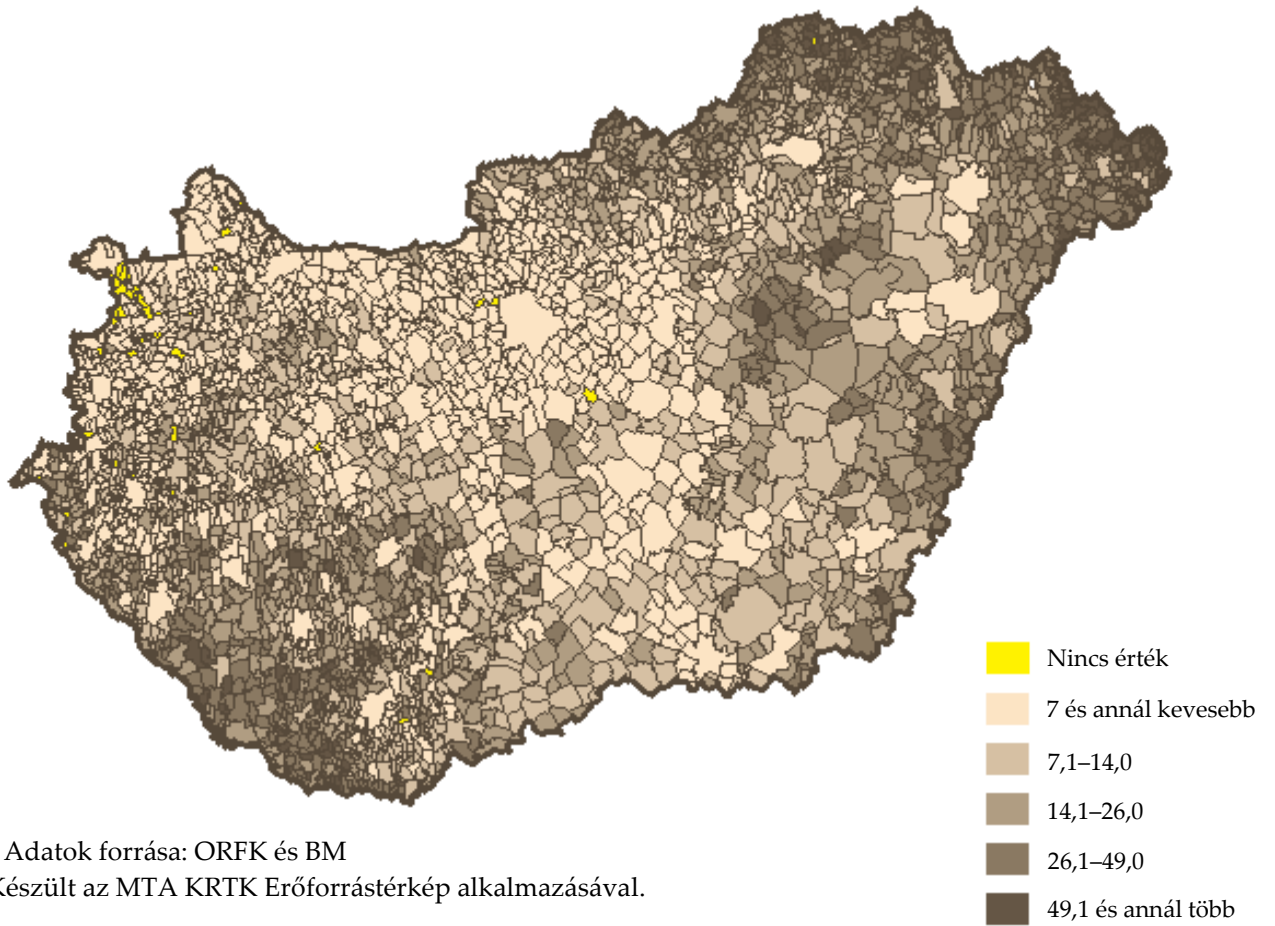 Nincs érték
7 és annál kevesebb
7,1–14,0
14,1–26,0
26,1–49,0
49,1 és annál több
Adatok forrása: ORFK és BM
Készült az MTA KRTK Erőforrástérkép alkalmazásával.